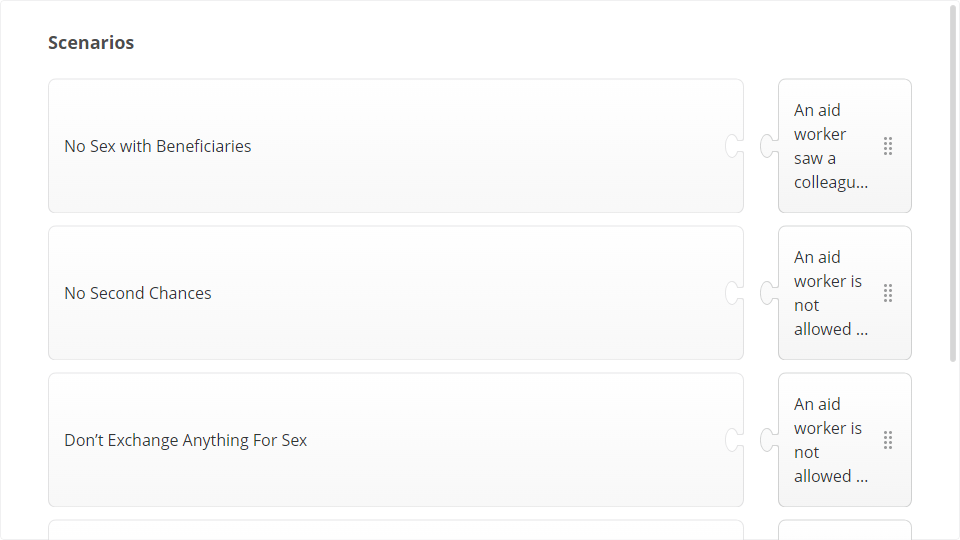 Scenarios
No Sex with Beneficiaries
An aid
worker
saw a
colleagu...
No Second Chances
An aid
worker is
not
allowed ...
Don’t Exchange Anything For Sex
An aid
worker is
not
allowed ...